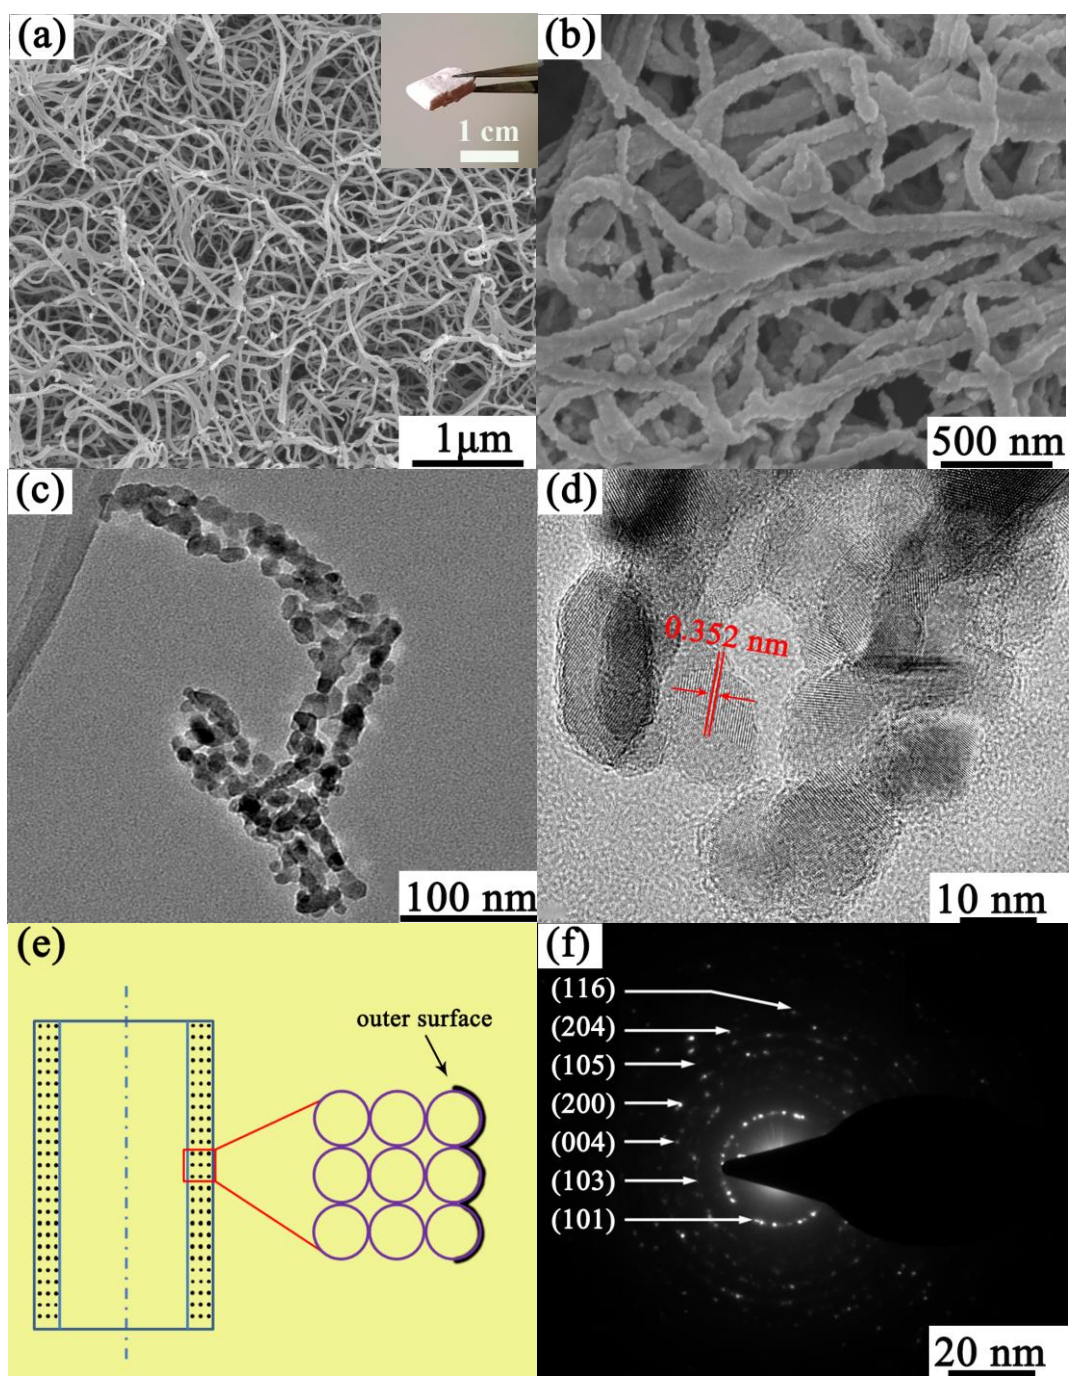 (a)
1 cm
1μm
(b)
500 nm
(c)
100 nm
(d)
0.352 nm
10 nm
(e)
outer surface
(f)
(116)
(204)
(105)
(200)
(004)
(103)
(101)
20 nm